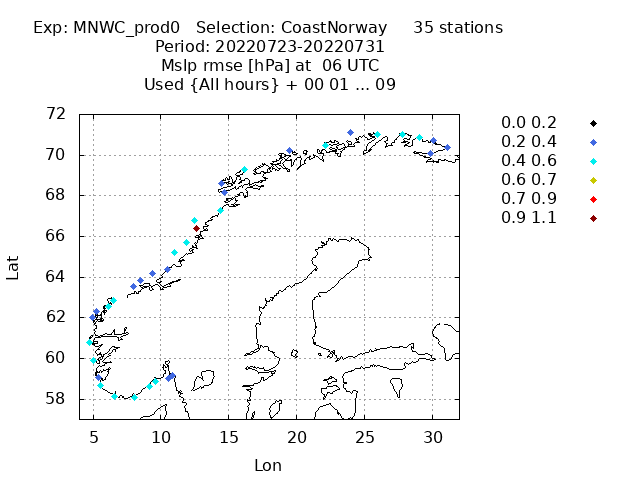 Exp: MNWC_prod0   Selection: CoastNorway     35 stations
Period: 20220723-20220731
Mslp rmse [hPa] at  06 UTC
Used {All hours} + 00 01 ... 09
72
70
68
66
64
62
60
58
Lat
5 10 15 20 25 30
Lon
0.0 0.2
0.2 0.4
0.4 0.6
0.6 0.7
0.7 0.9
0.9 1.1